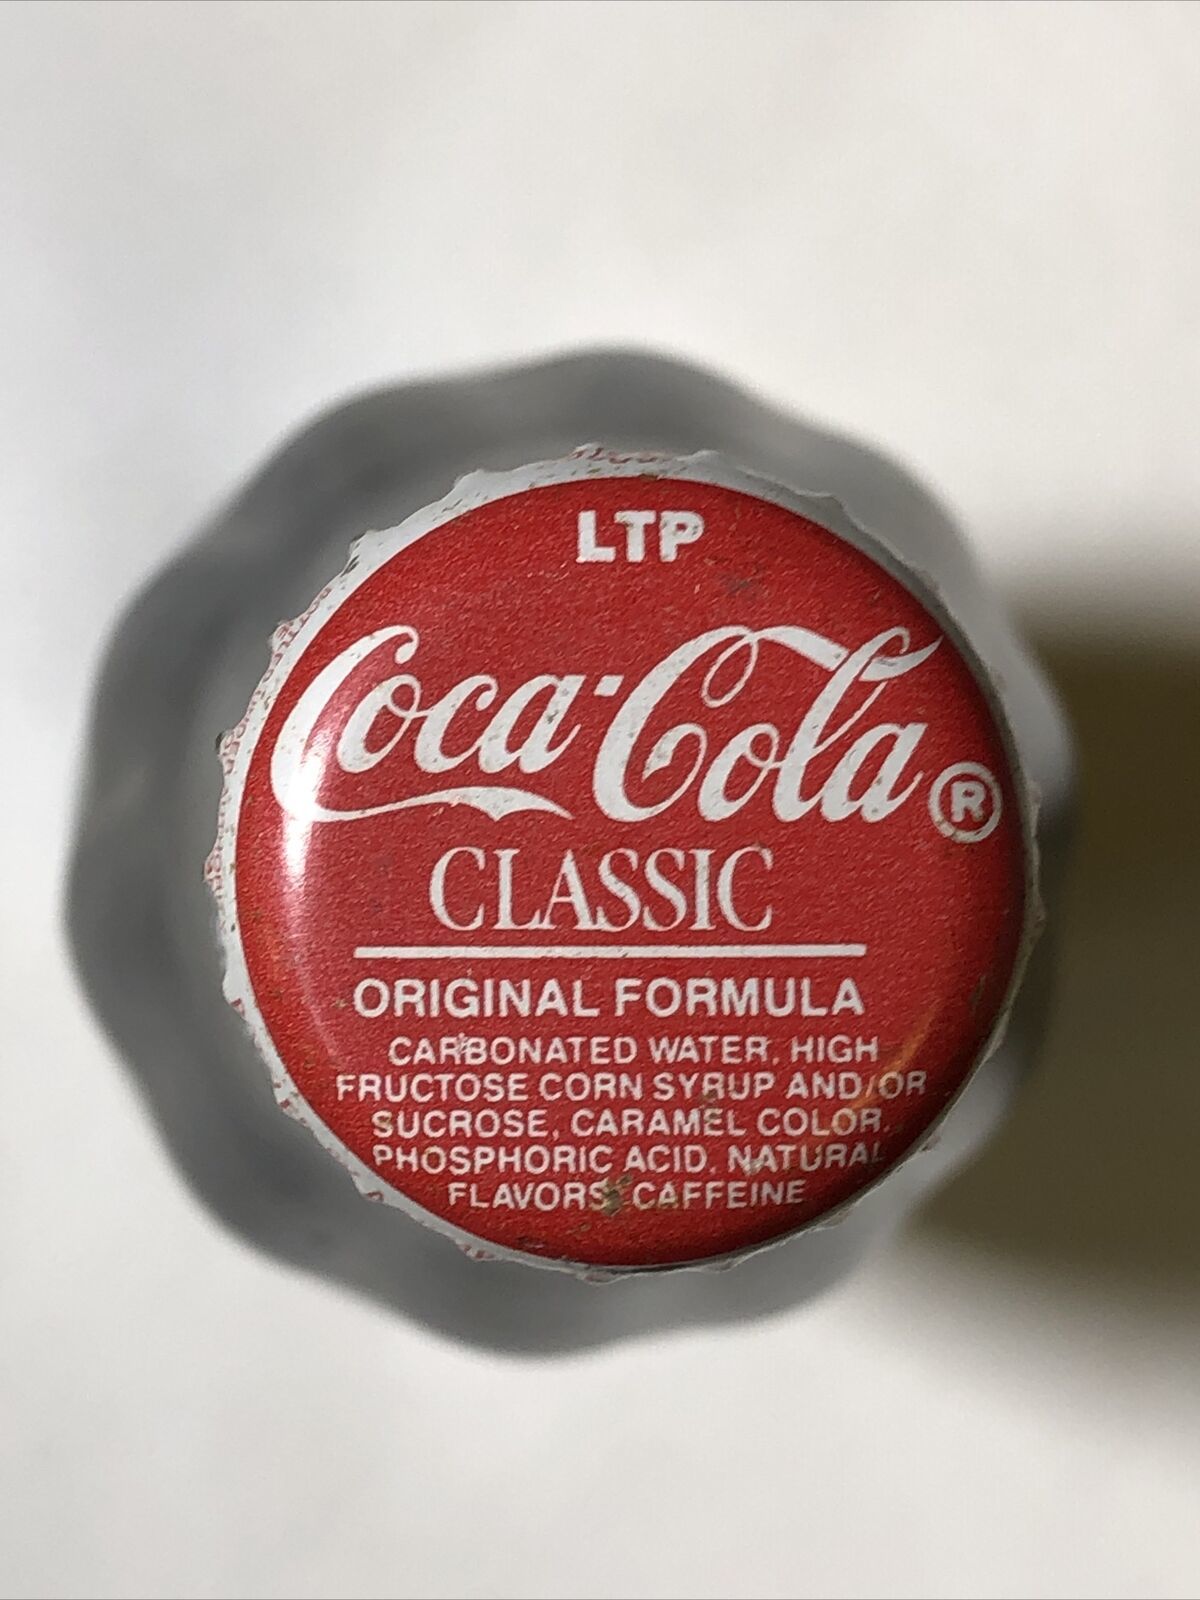 LTP
Coca-Cola ®
CLASSIC
ORIGINAL FORMULA
CARBONATED WATER, HIGH
FRUCTOSE CORN SYRUP AND/OR
SUCROSE, CARAMEL COLOR,
PHOSPHORIC ACID, NATURAL
FLAVORS, CAFFEINE